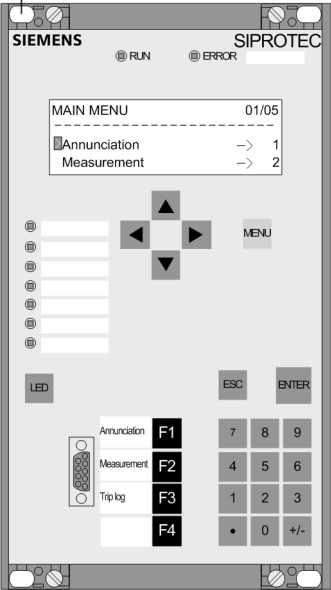 SIEMENS
SIPROTEC
RUN
ERROR
MAIN MENU 01/05
------------------------
Annunciation --> 1
Measurement --> 2
MENU
LED
ESC
ENTER
Annunciation F1
7 8 9
Measurement F2
4 5 6
Trip log F3
1 2 3
F4
• 0 +/-